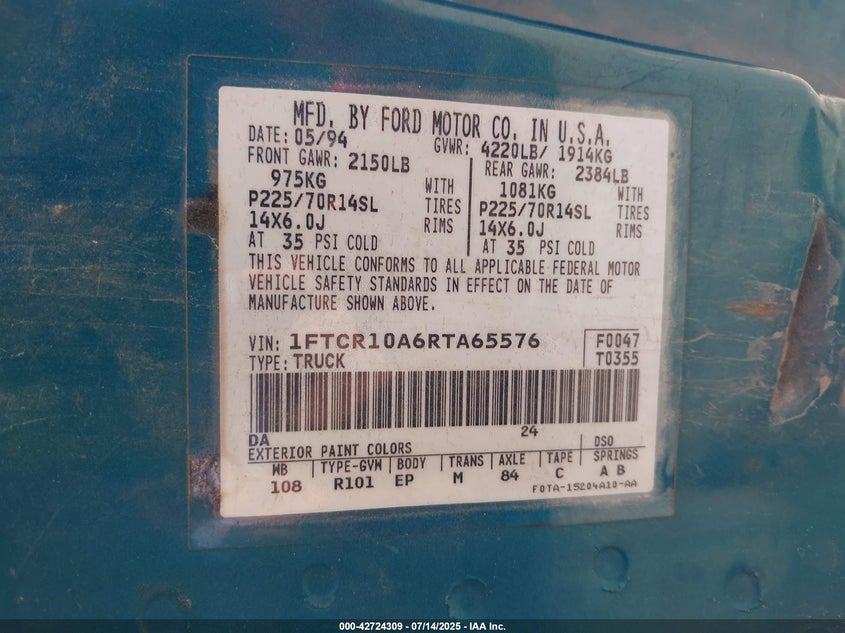 MFD. BY FORD MOTOR CO. IN U.S.A.
DATE: 05/94 GVWR: 4220LB/ 1914KG
FRONT GAWR: 2150LB REAR GAWR: 2384LB
975KG WITH 1081KG WITH
P225/70R14SL TIRES P225/70R14SL TIRES
14X6.0J RIMS 14X6.0J RIMS
AT 35 PSI COLD AT 35 PSI COLD
THIS VEHICLE CONFORMS TO ALL APPLICABLE FEDERAL MOTOR
VEHICLE SAFETY STANDARDS IN EFFECT ON THE DATE OF
MANUFACTURE SHOWN ABOVE.
VIN: 1FTCR10A6RTA65576 F0047
TYPE: TRUCK T0355
DA 24
EXTERIOR PAINT COLORS DSO
WB TYPE-GVW BODY TRANS AXLE TAPE SPRINGS
108 R101 EP M 84 C A B
F0TA-15204A10-AA
000-42724309 - 07/14/2025 - IAA Inc.